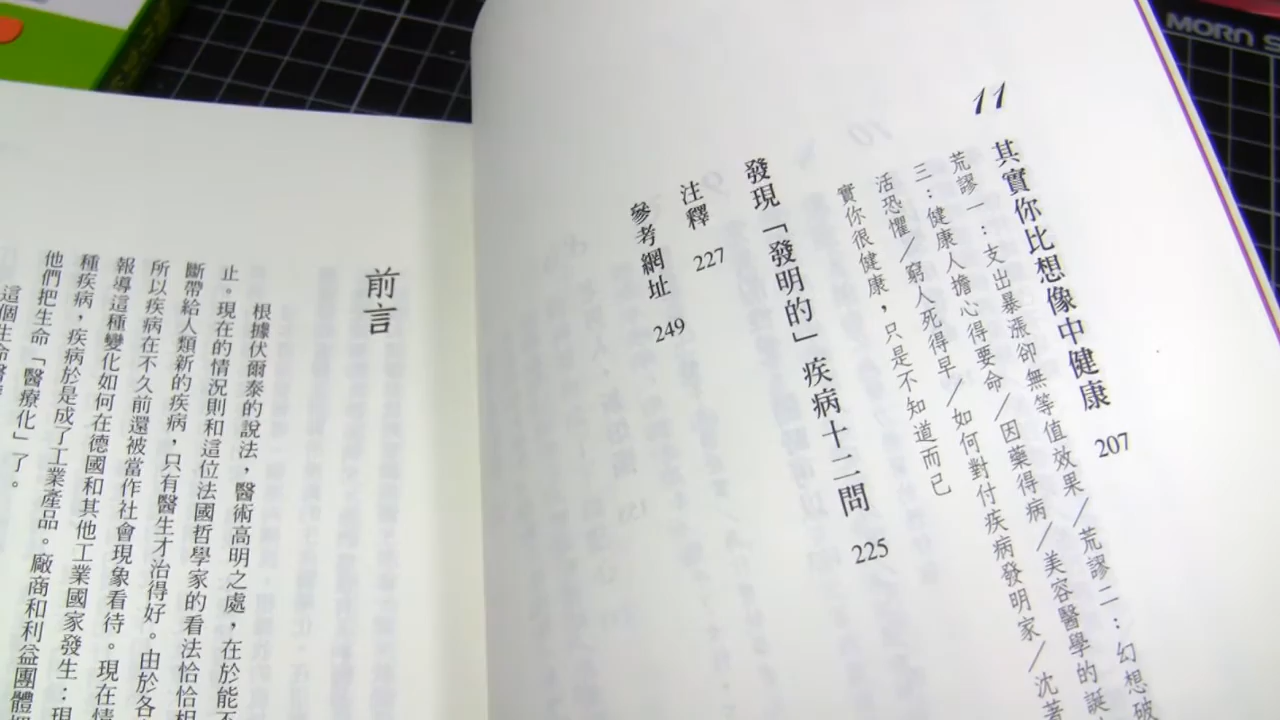 MORN S
11
其實你比想像中健康 207
荒謬一：支出暴漲卻無等值效果／荒謬二：幻想破
三：健康人擔心得要命／因藥得病／美容醫學的誕
活恐懼／窮人死得早／如何對付疾病發明家／沈著
實你很健康，只是不知道而已
發現「發明的」疾病十二問 225
注釋 227
參考網址 249
前言
根據伏爾泰的說法，醫術高明之處，在於能不
止。現在的情況則和這位法國哲學家的看法恰恰相
斷帶給人類新的疾病，只有醫生才治得好。由於各
所以疾病在不久前還被當作社會現象看待。現在情
報導這種變化如何在德國和其他工業國家發生：現
種疾病，疾病於是成了工業產品。廠商和利益團體把
他們把生命「醫療化」了。
這個生命醫療